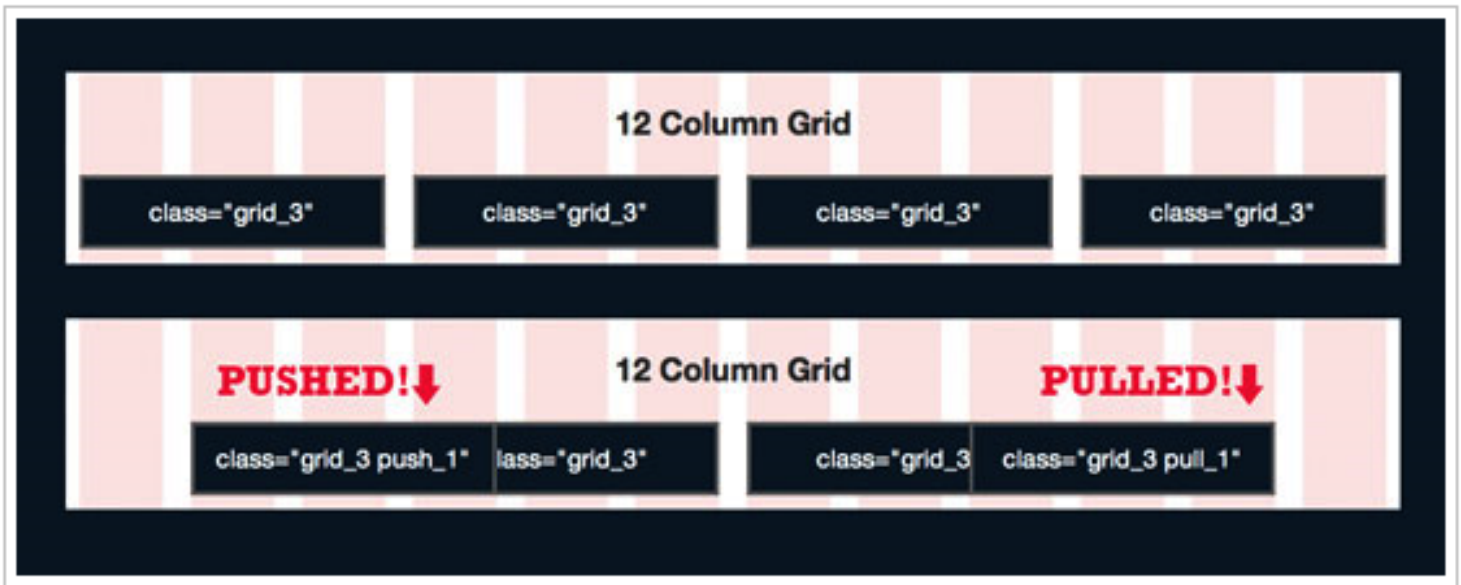 12 Column Grid
class="grid_3" class="grid_3" class="grid_3" class="grid_3"
12 Column Grid
PUSHED! PULLED!
class="grid_3 push_1" lass="grid_3" class="grid_3 class="grid_3 pull_1"